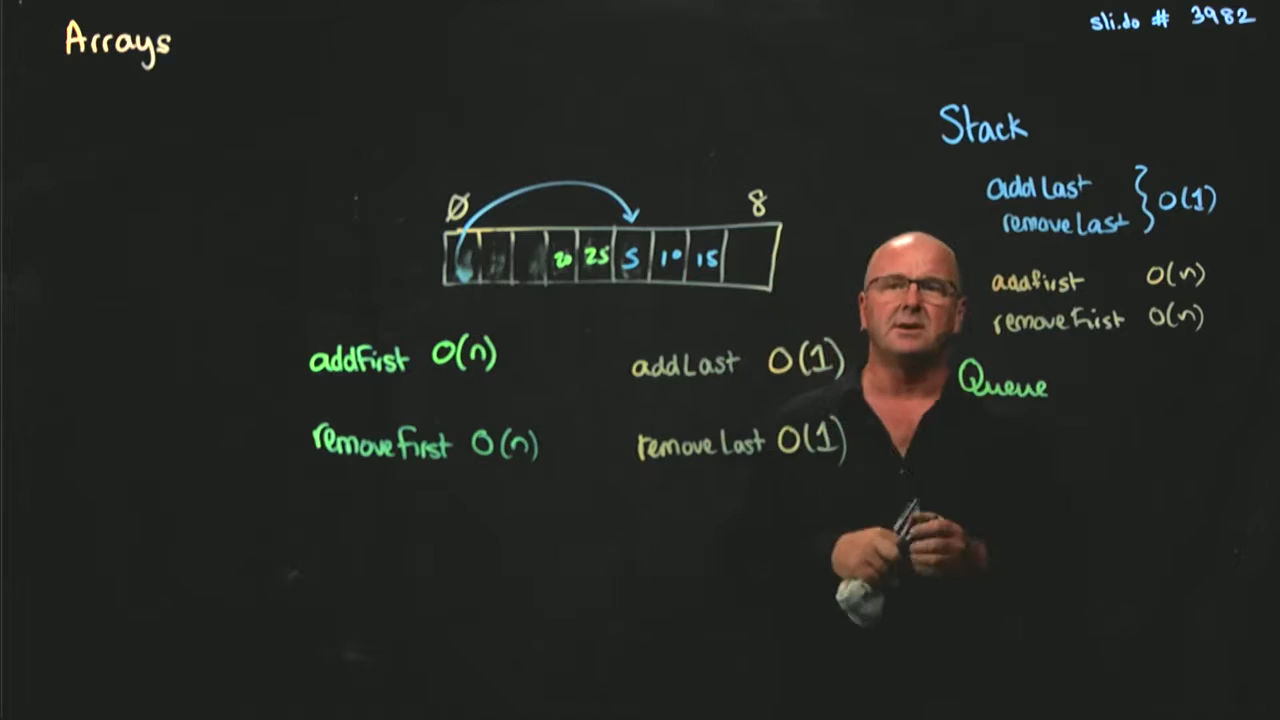 Arrays
sli.do # 3982
Stack
addLast
removeLast } O(1)
addfirst O(n)
removeFirst O(n)
Queue
0 8
20 25 5 10 15
addFirst O(n) addLast O(1)
removeFirst O(n) removeLast O(1)